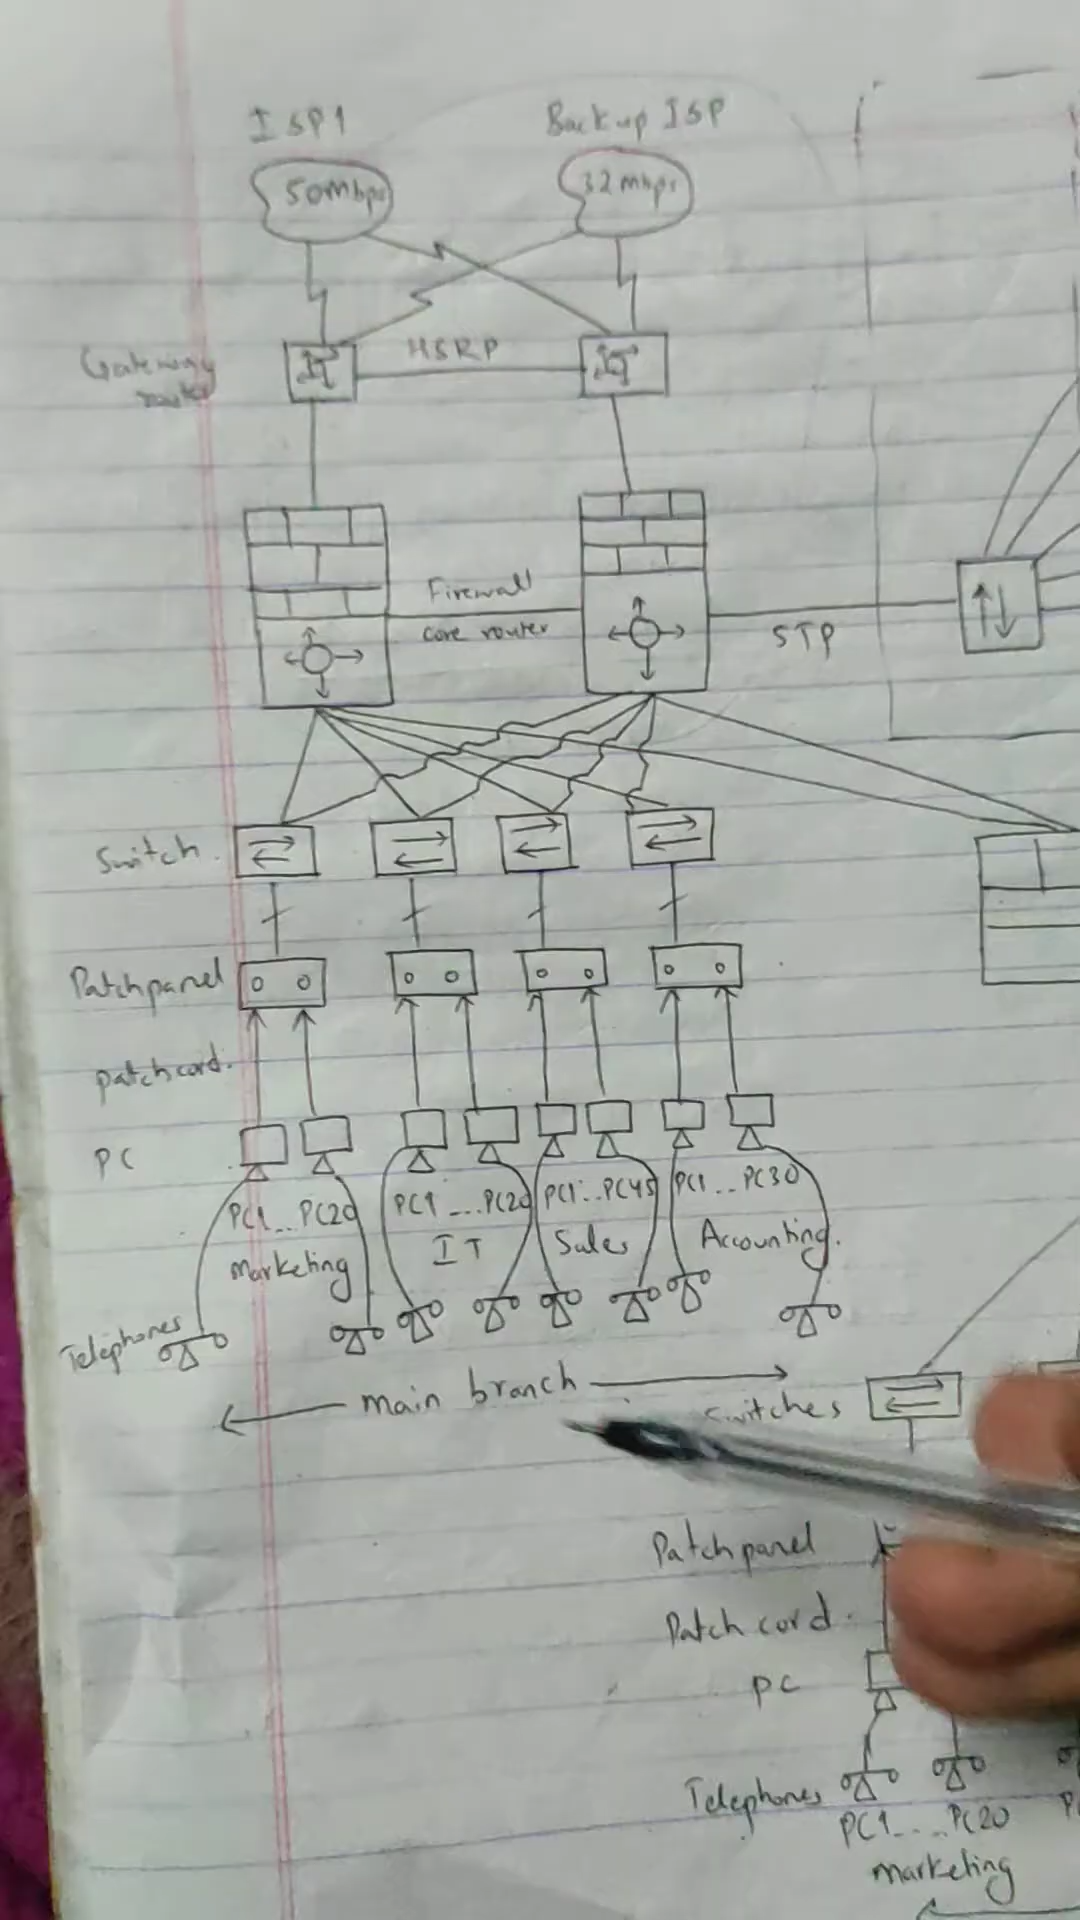 ISP1
Backup ISP
50mbps
32mbps
Gateway
router
HSRP
Firewall
core router
STP
Switch
Patchpanel
patchcord.
PC
PC1...PC20
Marketing
PC1....PC20
IT
PC1...PC45
Sales
PC1...PC30
Accounting.
Telephones
main branch
switches
Patchpanel
Patch cord.
PC
Telephones
PC1.....PC20
marketing